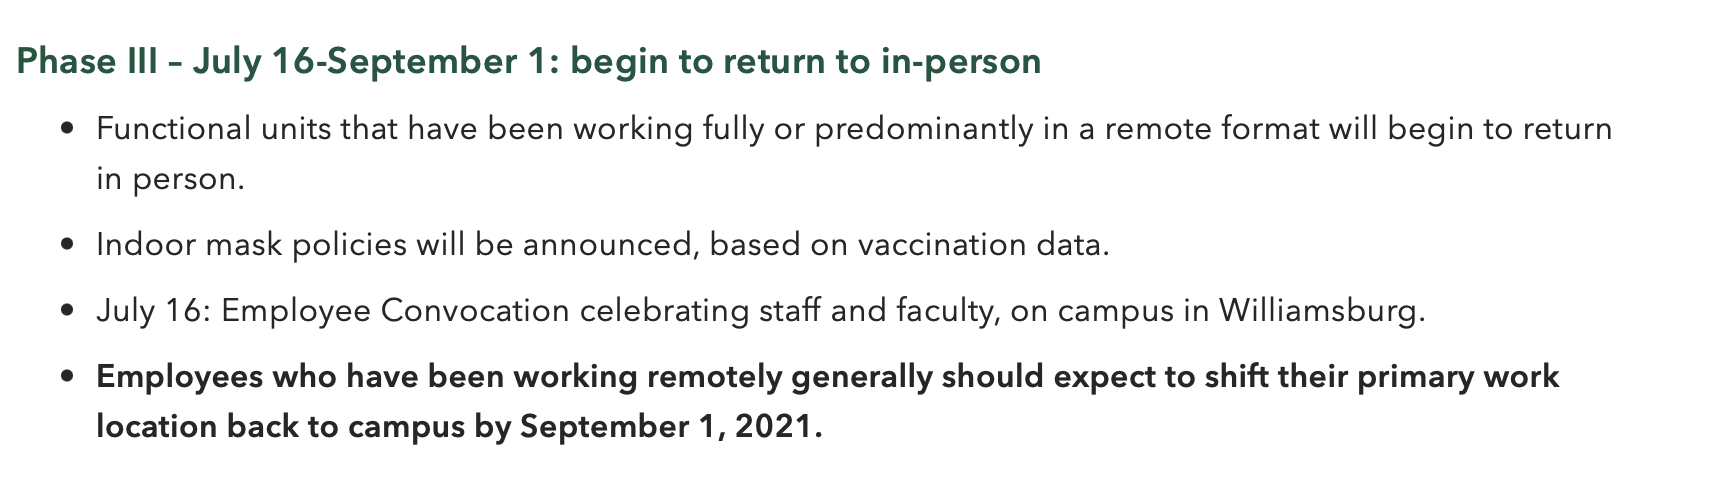 Phase III – July 16-September 1: begin to return to in-person
• Functional units that have been working fully or predominantly in a remote format will begin to return
in person.
• Indoor mask policies will be announced, based on vaccination data.
• July 16: Employee Convocation celebrating staff and faculty, on campus in Williamsburg.
• Employees who have been working remotely generally should expect to shift their primary work
location back to campus by September 1, 2021.